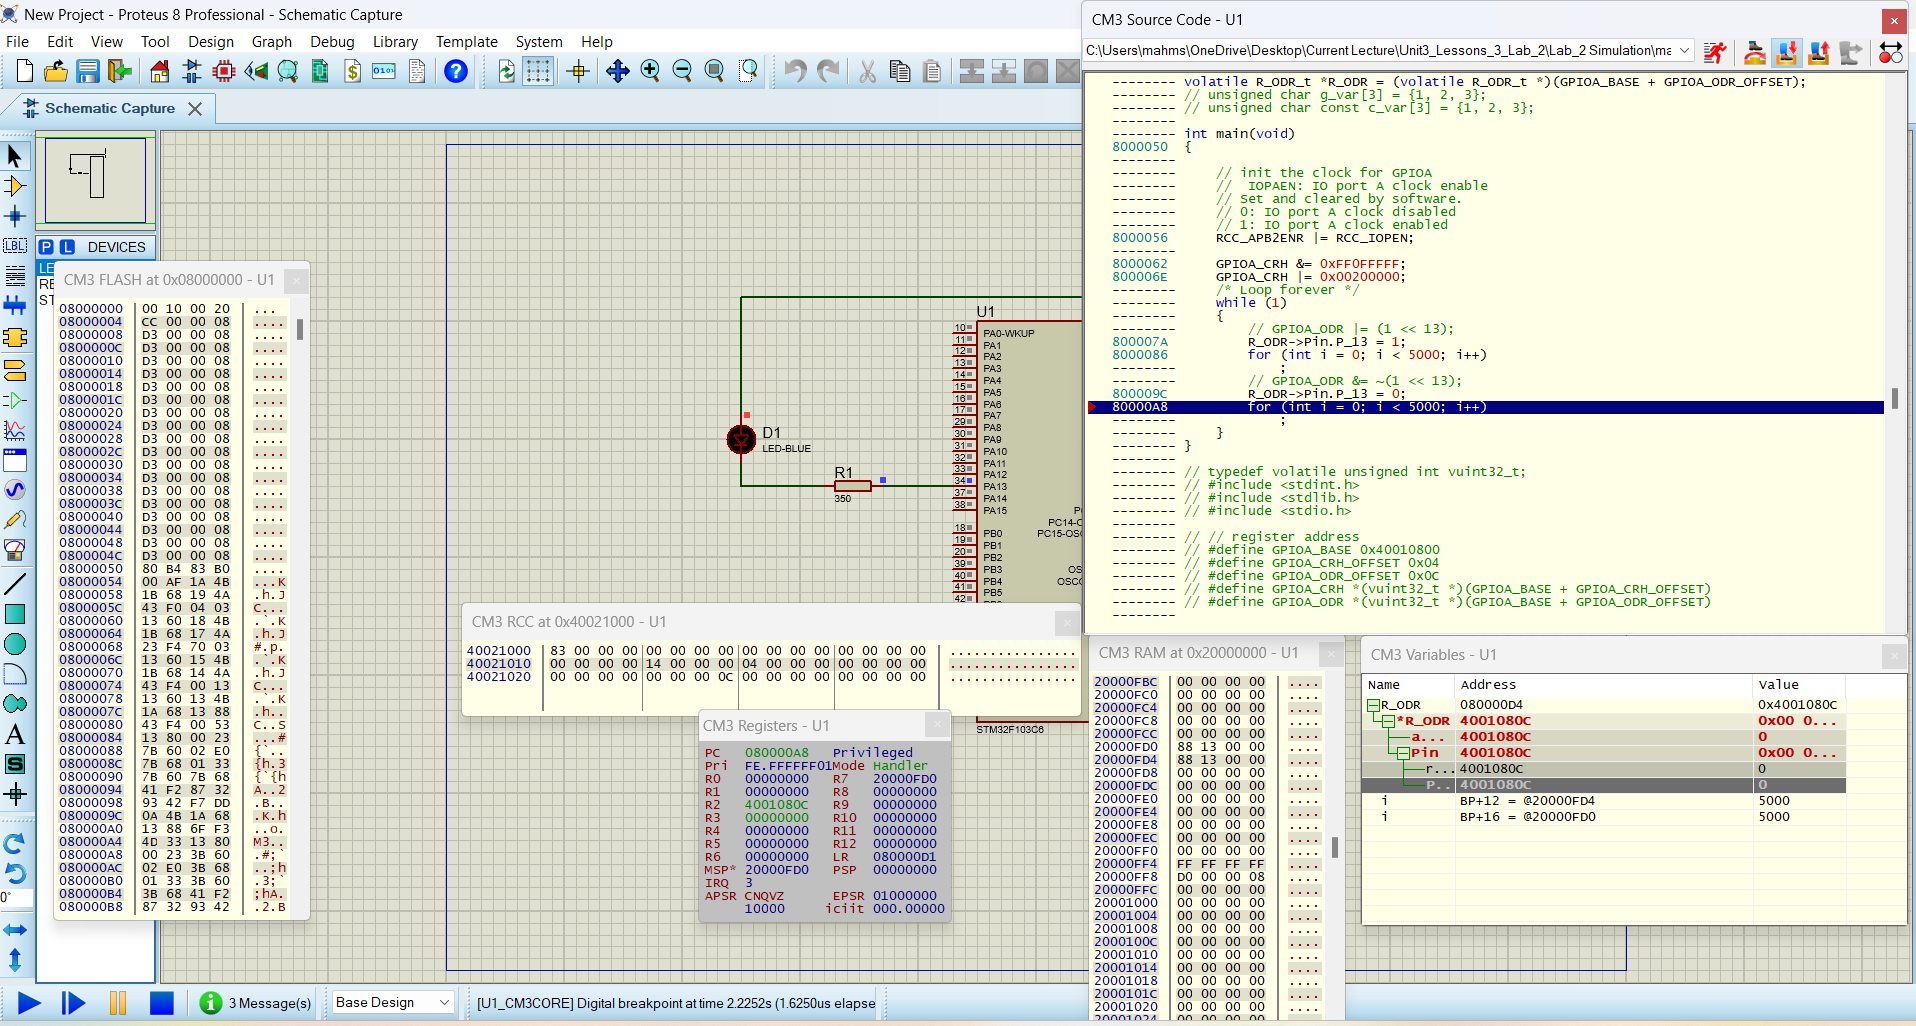 New Project - Proteus 8 Professional - Schematic Capture
File Edit View Tool Design Graph Debug Library Template System Help
Schematic Capture
P L DEVICES
LE
RE
ST
LBL
0°
CM3 FLASH at 0x08000000 - U1
08000000 00 10 00 20 ...
08000004 CC 00 00 08 ....
08000008 D3 00 00 08 ....
0800000C D3 00 00 08 ....
08000010 D3 00 00 08 ....
08000014 D3 00 00 08 ....
08000018 D3 00 00 08 ....
0800001C D3 00 00 08 ....
08000020 D3 00 00 08 ....
08000024 D3 00 00 08 ....
08000028 D3 00 00 08 ....
0800002C D3 00 00 08 ....
08000030 D3 00 00 08 ....
08000034 D3 00 00 08 ....
08000038 D3 00 00 08 ....
0800003C D3 00 00 08 ....
08000040 D3 00 00 08 ....
08000044 D3 00 00 08 ....
08000048 D3 00 00 08 ....
0800004C D3 00 00 08 ....
08000050 80 B4 83 B0 ....
08000054 00 AF 1A 4B ...K
08000058 1B 68 19 4A .h.J
0800005C 43 F0 04 03 C...
08000060 13 60 18 4B .`.K
08000064 1B 68 17 4A .h.J
08000068 23 F4 70 03 #.p.
0800006C 13 60 15 4B .`.K
08000070 1B 68 14 4A .h.J
08000074 43 F4 00 13 C...
08000078 13 60 13 4B .`.K
0800007C 1A 68 13 88 .h..
08000080 43 F4 00 53 C..S
08000084 13 80 00 23 ...#
08000088 7B 60 02 E0 {`..
0800008C 7B 68 01 33 {h.3
08000090 7B 60 7B 68 {`{h
08000094 41 F2 87 32 A..2
08000098 93 42 F7 DD .B..
0800009C 0A 4B 1A 68 .K.h
080000A0 13 88 6F F3 ..o.
080000A4 4D 33 13 80 M3..
080000A8 00 23 3B 60 .#;`
080000AC 02 E0 3B 68 ..;h
080000B0 01 33 3B 60 .3;`
080000B4 3B 68 41 F2 ;hA.
080000B8 87 32 93 42 .2.B
D1
LED-BLUE
R1
350
U1
10 PA0-WKUP
11 PA1
12 PA2
13 PA3
14 PA4
15 PA5
16 PA6
17 PA7
29 PA8
30 PA9
31 PA10
32 PA11
33 PA12
34 PA13
37 PA14
38 PA15
18 PB0
19 PB1
20 PB2
39 PB3
40 PB4
41 PB5
42
PC14-O
PC15-OSC
OS
OSCO
STM32F103C6
CM3 RCC at 0x40021000 - U1
40021000 83 00 00 00 00 00 00 00 00 00 00 00 00 00 00 00 ................
40021010 00 00 00 00 14 00 00 00 04 00 00 00 00 00 00 00 ................
40021020 00 00 00 00 00 00 00 0C 00 00 00 00 00 00 00 00 ................
CM3 Registers - U1
PC 080000A8 Privileged
Pri FE.FFFFFF01 Mode Handler
R0 00000000 R7 20000FD0
R1 00000000 R8 00000000
R2 4001080C R9 00000000
R3 00000000 R10 00000000
R4 00000000 R11 00000000
R5 00000000 R12 00000000
R6 00000000 LR 080000D1
MSP* 20000FD0 PSP 00000000
IRQ 3
APSR CNQVZ EPSR 01000000
10000 iciit 000.00000
CM3 Source Code - U1
C:\Users\mahms\OneDrive\Desktop\Current Lecture\Unit3_Lessons_3_Lab_2\Lab_2 Simulation\ma
-------- volatile R_ODR_t *R_ODR = (volatile R_ODR_t *)(GPIOA_BASE + GPIOA_ODR_OFFSET);
-------- // unsigned char g_var[3] = {1, 2, 3};
-------- // unsigned char const c_var[3] = {1, 2, 3};
--------
-------- int main(void)
8000050 {
--------
-------- // init the clock for GPIOA
-------- // IOPAEN: IO port A clock enable
-------- // Set and cleared by software.
-------- // 0: IO port A clock disabled
-------- // 1: IO port A clock enabled
8000056 RCC_APB2ENR |= RCC_IOPEN;
--------
8000062 GPIOA_CRH &= 0xFF0FFFFF;
800006E GPIOA_CRH |= 0x00200000;
-------- /* Loop forever */
-------- while (1)
-------- {
-------- // GPIOA_ODR |= (1 << 13);
800007A R_ODR->Pin.P_13 = 1;
8000086 for (int i = 0; i < 5000; i++)
-------- ;
-------- // GPIOA_ODR &= ~(1 << 13);
800009C R_ODR->Pin.P_13 = 0;
80000A8 for (int i = 0; i < 5000; i++)
-------- ;
-------- }
-------- }
--------
-------- // typedef volatile unsigned int vuint32_t;
-------- // #include <stdint.h>
-------- // #include <stdlib.h>
-------- // #include <stdio.h>
--------
-------- // // register address
-------- // #define GPIOA_BASE 0x40010800
-------- // #define GPIOA_CRH_OFFSET 0x04
-------- // #define GPIOA_ODR_OFFSET 0x0C
-------- // #define GPIOA_CRH *(vuint32_t *)(GPIOA_BASE + GPIOA_CRH_OFFSET)
-------- // #define GPIOA_ODR *(vuint32_t *)(GPIOA_BASE + GPIOA_ODR_OFFSET)
--------
CM3 RAM at 0x20000000 - U1
20000FBC 00 00 00 00 ....
20000FC0 00 00 00 00 ....
20000FC4 00 00 00 00 ....
20000FC8 00 00 00 00 ....
20000FCC 00 00 00 00 ....
20000FD0 88 13 00 00 ....
20000FD4 88 13 00 00 ....
20000FD8 00 00 00 00 ....
20000FDC 00 00 00 00 ....
20000FE0 00 00 00 00 ....
20000FE4 00 00 00 00 ....
20000FE8 00 00 00 00 ....
20000FEC 00 00 00 00 ....
20000FF0 00 00 00 00 ....
20000FF4 FF FF FF FF ....
20000FF8 D0 00 00 08 ....
20000FFC 00 00 00 00 ....
20001000 00 00 00 00 ....
20001004 00 00 00 00 ....
20001008 00 00 00 00 ....
2000100C 00 00 00 00 ....
20001010 00 00 00 00 ....
20001014 00 00 00 00 ....
20001018 00 00 00 00 ....
2000101C 00 00 00 00 ....
20001020 00 00 00 00 ....
20001024 00 00 00 00 ....
CM3 Variables - U1
Name Address Value
R_ODR 080000D4 0x4001080C
*R_ODR 4001080C 0x00 0...
a... 4001080C 0
Pin 4001080C 0x00 0...
r... 4001080C 0
P.. 4001080C 0
i BP+12 = @20000FD4 5000
i BP+16 = @20000FD0 5000
3 Message(s)
Base Design
[U1_CM3CORE] Digital breakpoint at time 2.2252s (1.6250us elapse